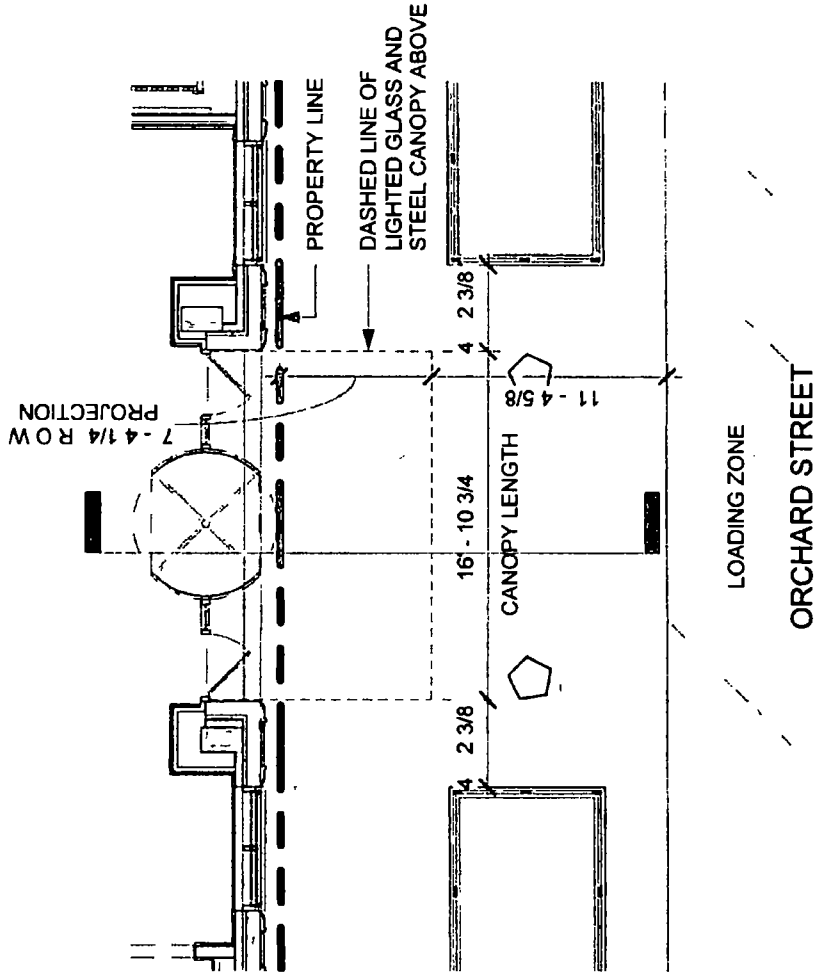 PROPERTY LINE
DASHED LINE OF
LIGHTED GLASS AND
STEEL CANOPY ABOVE
7 - 4 1/4 R O W
PROJECTION
4 2 3/8
16' - 10 3/4
4 2 3/8
CANOPY LENGTH
11 - 4 5/8
LOADING ZONE
ORCHARD STREET